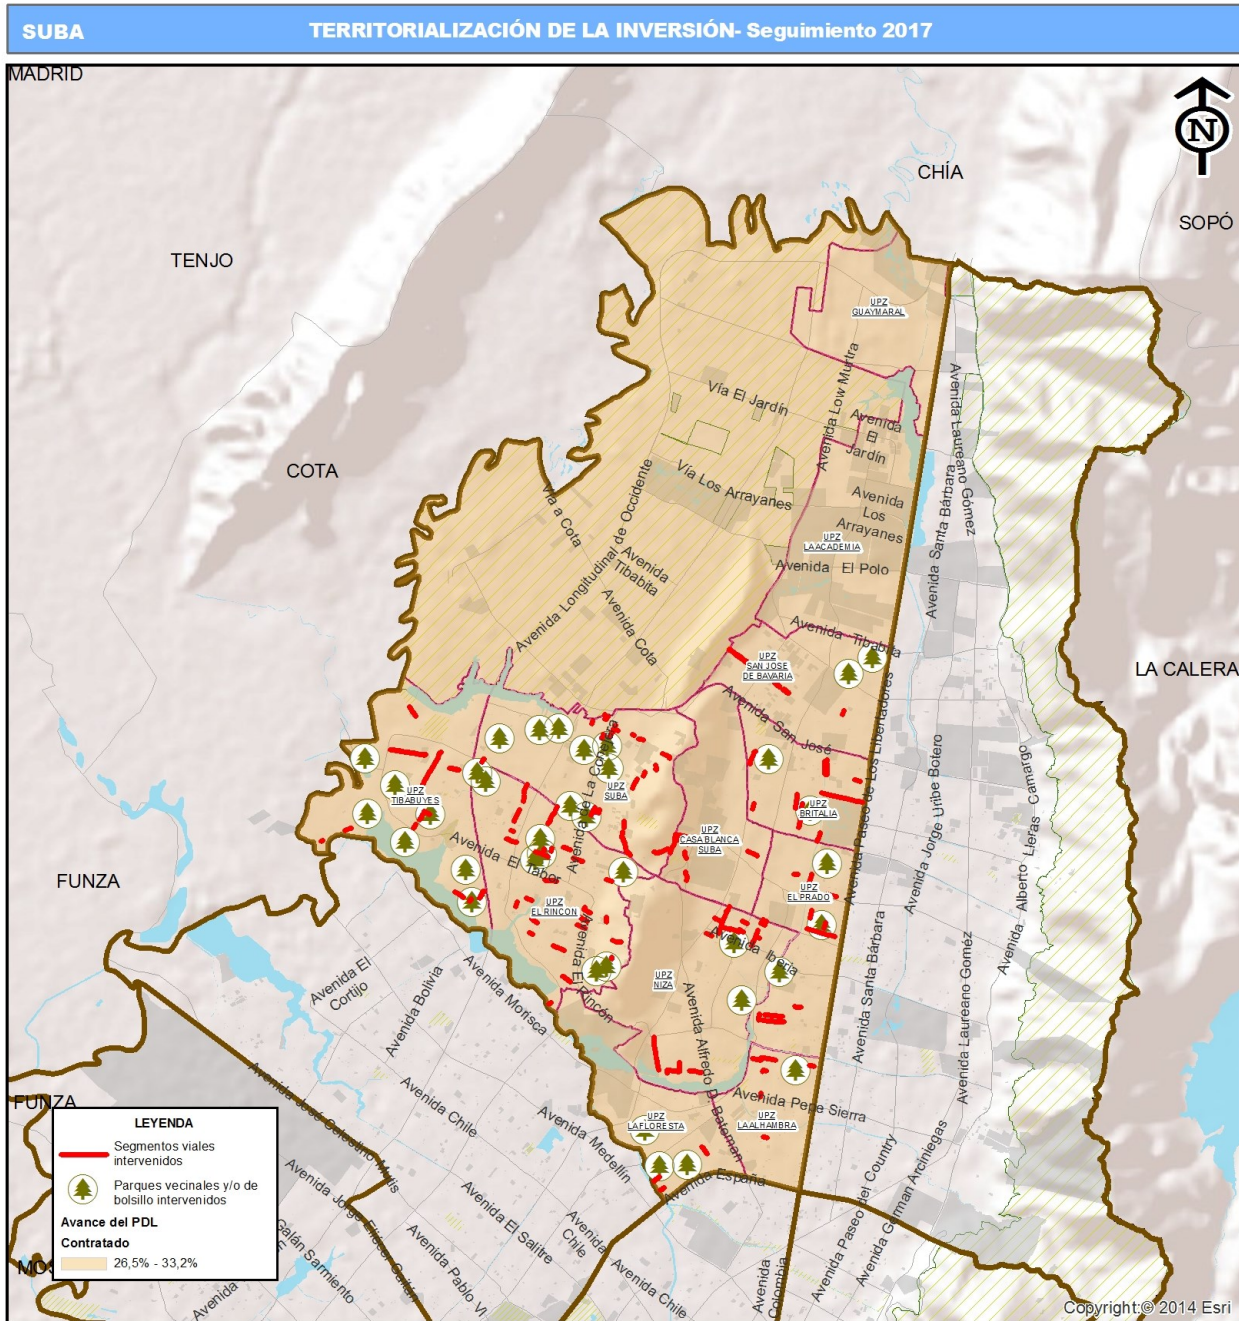 SUBA
TERRITORIALIZACIÓN DE LA INVERSIÓN- Seguimiento 2017
MADRID
N
CHÍA
SOPÓ
TENJO
UPZ
GUAYMARAL
Avenida Low Murtra
Avenida Laureano Gómez
Vía El Jardín
Avenida
El
Jardín
COTA
Vía Los Arrayanes
Vía a Cota
Avenida Longitudinal de Occidente
Avenida
Los
Arrayanes
Avenida Santa Bárbara
UPZ
LA ACADEMIA
Avenida
Tibabita
Avenida El Polo
Avenida Cota
Avenida Tibabita
UPZ
SAN JOSE
DE BAVARIA
LA CALERA
Avenida San José
Avenida Paseo de Los Libertadores
Avenida Jorge Uribe Botero
Avenida Alberto Lleras Camargo
UPZ
TIBABUYES
UPZ
SUBA
Avenida de La Conejera
UPZ
BRITALIA
UPZ
CASA BLANCA
SUBA
Avenida El Tabor
FUNZA
UPZ
EL PRADO
UPZ
EL RINCON
Avenida El Rincón
Avenida Iberia
Avenida Santa Bárbara
Avenida Laureano Goméz
Avenida El
Cortijo
Avenida Bolivia
Avenida Morisca
UPZ
NIZA
Avenida Alfredo D. Bateman
Avenida José Celestino Mutis
Avenida Chile
Avenida Medellín
Avenida Pepe Sierra
UPZ
LA FLORESTA
UPZ
LA ALHAMBRA
Avenida España
FUNZA
LEYENDA
Segmentos viales
intervenidos
Parques vecinales y/o de
bolsillo intervenidos
Avance del PDL
Contratado
26,5% - 33,2%
MOS
Avenida Jorge Eliécer Gaitán
Galán Sarmiento
Avenida
Avenida Pablo VI
Avenida El Salitre
Avenida
Chile
Avenida Chile
Avenida
Colombia
Avenida Paseo del Country
Avenida German Arciniegas
Copyright:© 2014 Esri